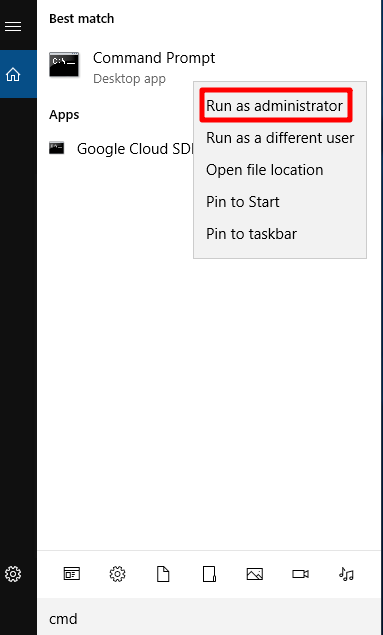 Best match
Command Prompt
Desktop app
Run as administrator
Run as a different user
Apps
Google Cloud SD
Open file location
Pin to Start
Pin to taskbar
cmd